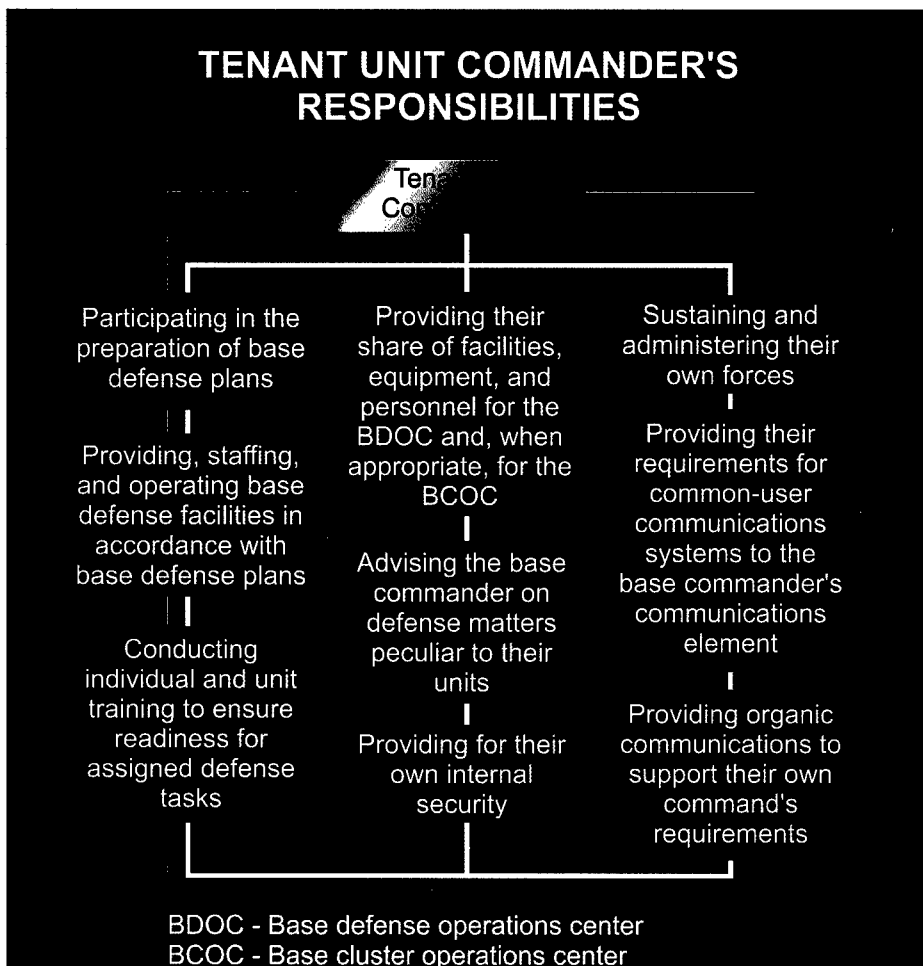 TENANT UNIT COMMANDER'S
RESPONSIBILITIES
Participating in the
preparation of base
defense plans
Providing, staffing,
and operating base
defense facilities in
accordance with
base defense plans
Conducting
individual and unit
training to ensure
readiness for
assigned defense
tasks
Providing their
share of facilities,
equipment, and
personnel for the
BDOC and, when
appropriate, for the
BCOC
Advising the base
commander on
defense matters
peculiar to their
units
Providing for their
own internal
security
Sustaining and
administering their
own forces
Providing their
requirements for
common-user
communications
systems to the
base commander's
communications
element
Providing organic
communications to
support their own
command's
requirements
BDOC - Base defense operations center
BCOC - Base cluster operations center